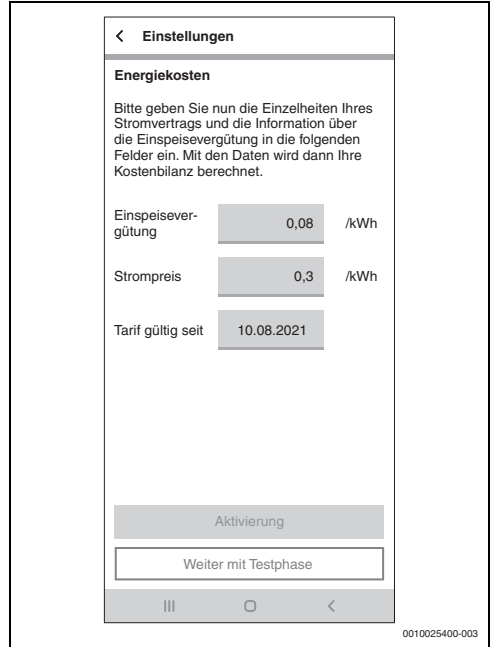 Einstellungen
Energiekosten
Bitte geben Sie nun die Einzelheiten Ihres
Stromvertrags und die Information über
die Einspeisevergütung in die folgenden
Felder ein. Mit den Daten wird dann Ihre
Kostenbilanz berechnet.
Einspeisever-
gütung 0,08 /kWh
Strompreis 0,3 /kWh
Tarif gültig seit 10.08.2021
Aktivierung
Weiter mit Testphase
0010025400-003